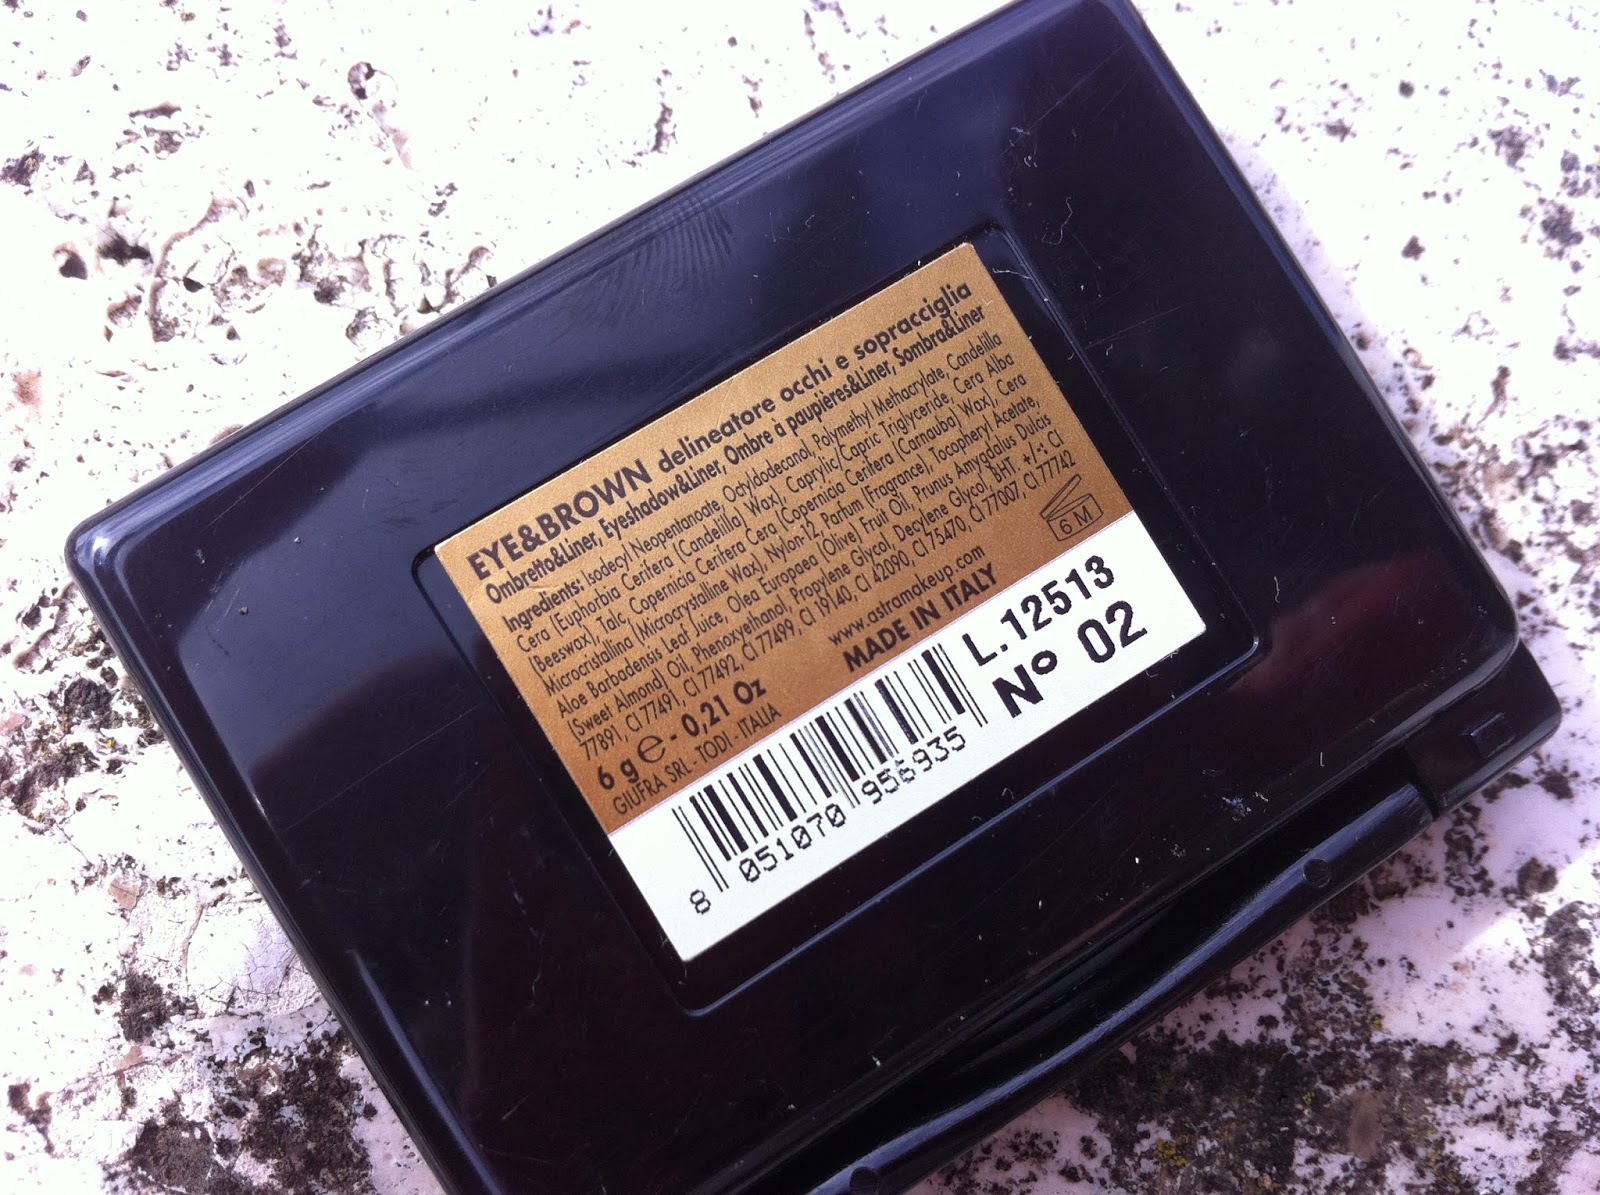 EYE&BROWN delineatore occhi e sopracciglia
Ombretto&Liner, Eyeshadow&Liner, Ombre à paupières&Liner, Sombra&Liner
Ingredients: Isodecyl Neopentanoate, Octyldodecanol, Polymethyl Methacrylate, Candelilla
Cera (Euphorbia Cerifera (Candelilla) Wax), Caprylic/Capric Triglyceride, Cera Alba
(Beeswax), Talc, Copernicia Cerifera Cera (Copernicia Cerifera (Carnauba) Wax), Cera
Microcristallina (Microcrystalline Wax), Nylon-12, Parfum (Fragrance), Tocopheryl Acetate,
Aloe Barbadensis Leaf Juice, Olea Europaea (Olive) Fruit Oil, Prunus Amygdalus Dulcis
(Sweet Almond) Oil, Phenoxyethanol, Propylene Glycol, Decylene Glycol, BHT. +/-: CI
77891, CI 77491, CI 77492, CI 77499, CI 19140, CI 42090, CI 75470, CI 77007, CI 77742
6 g e - 0,21 Oz
GIUFRA SRL - TODI - ITALIA
www.astramakeup.com
MADE IN ITALY
6 M
L. 12513
Nº 02
8 051070 956935